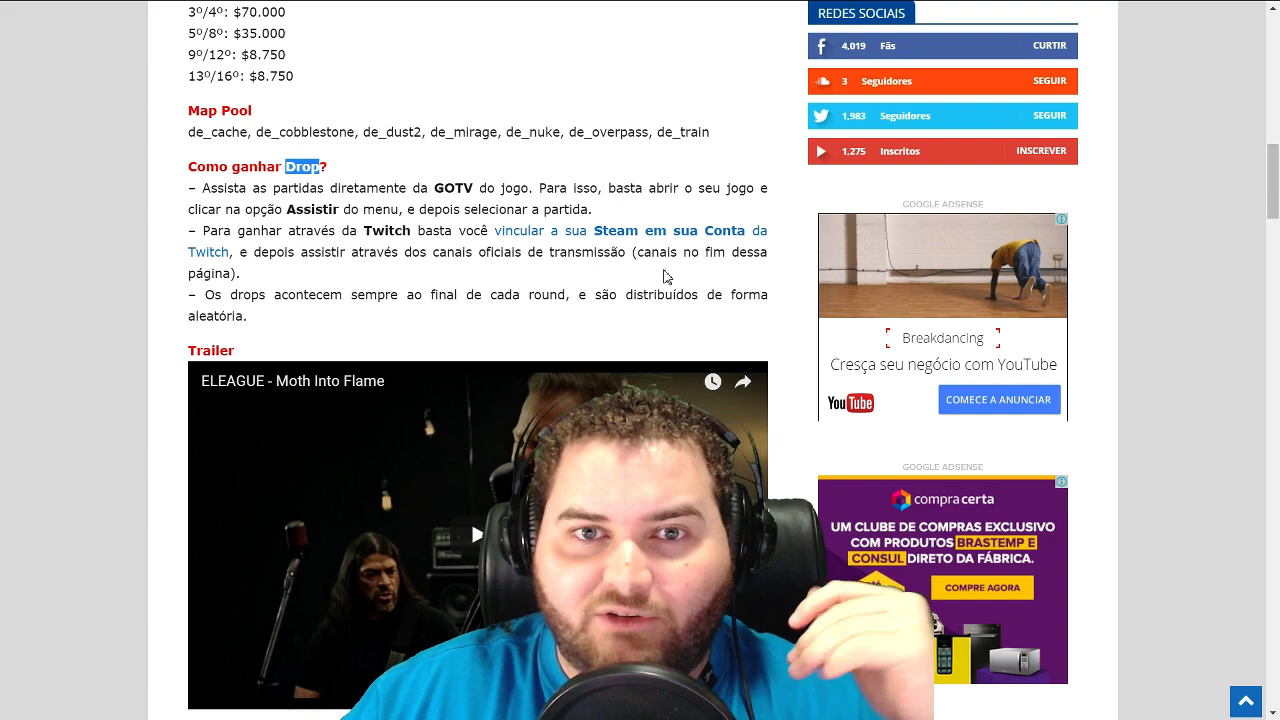 3º/4º: $70.000
5º/8º: $35.000
9º/12º: $8.750
13º/16º: $8.750
Map Pool
de_cache, de_cobblestone, de_dust2, de_mirage, de_nuke, de_overpass, de_train
Como ganhar Drop?
– Assista as partidas diretamente da GOTV do jogo. Para isso, basta abrir o seu jogo e
clicar na opção Assistir do menu, e depois selecionar a partida.
– Para ganhar através da Twitch basta você vincular a sua Steam em sua Conta da
Twitch, e depois assistir através dos canais oficiais de transmissão (canais no fim dessa
página).
– Os drops acontecem sempre ao final de cada round, e são distribuídos de forma
aleatória.
Trailer
ELEAGUE - Moth Into Flame
REDES SOCIAIS
4,019 Fãs CURTIR
3 Seguidores SEGUIR
1,983 Seguidores SEGUIR
1,275 Inscritos INSCREVER
GOOGLE ADSENSE
Breakdancing
Cresça seu negócio com YouTube
YouTube COMECE A ANUNCIAR
GOOGLE ADSENSE
compracerta
UM CLUBE DE COMPRAS EXCLUSIVO
COM PRODUTOS BRASTEMP E
CONSUL DIRETO DA FÁBRICA.
COMPRE AGORA